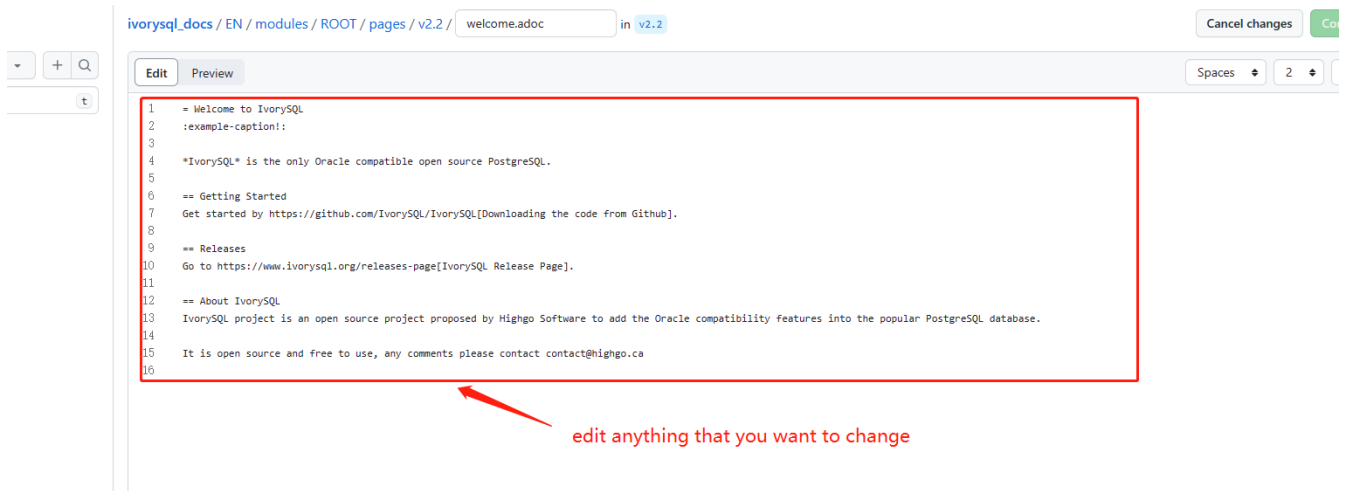 ivorysql_docs / EN / modules / ROOT / pages / v2.2 / welcome.adoc in v2.2 Cancel changes
t
Edit Preview Spaces 2
1 = Welcome to IvorySQL
2 :example-caption!:
3
4 *IvorySQL* is the only Oracle compatible open source PostgreSQL.
5
6 == Getting Started
7 Get started by https://github.com/IvorySQL/IvorySQL[Downloading the code from Github].
8
9 == Releases
10 Go to https://www.ivorysql.org/releases-page[IvorySQL Release Page].
11
12 == About IvorySQL
13 IvorySQL project is an open source project proposed by Highgo Software to add the Oracle compatibility features into the popular PostgreSQL database.
14
15 It is open source and free to use, any comments please contact contact@highgo.ca
16
edit anything that you want to change